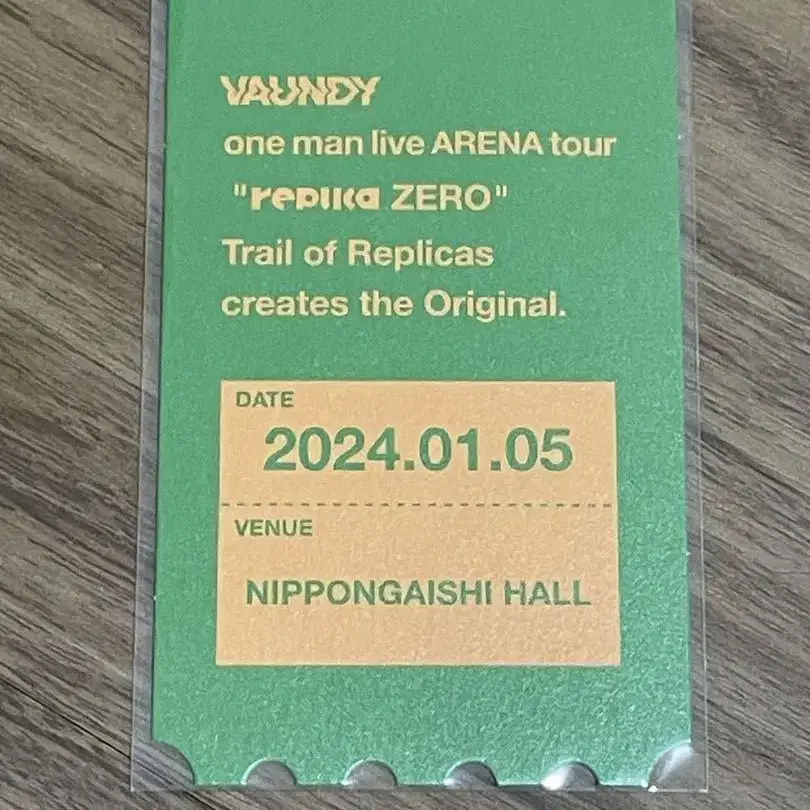 VAUNDY
one man live ARENA tour
"replica ZERO"
Trail of Replicas
creates the Original.
DATE
2024.01.05
VENUE
NIPPONGAISHI HALL